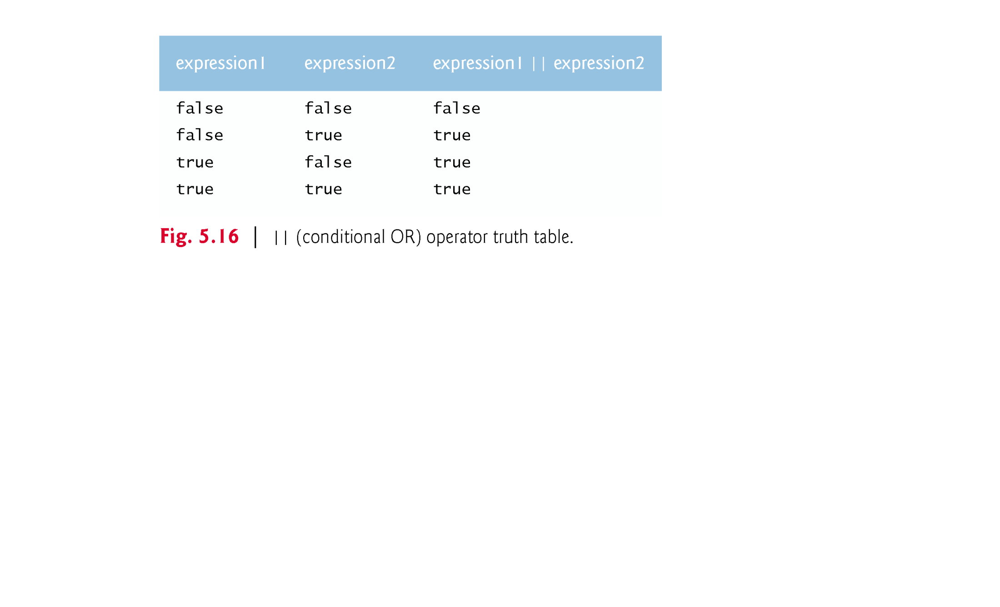 expression1 expression2 expression1 || expression2
false false false
false true true
true false true
true true true
Fig. 5.16 | || (conditional OR) operator truth table.